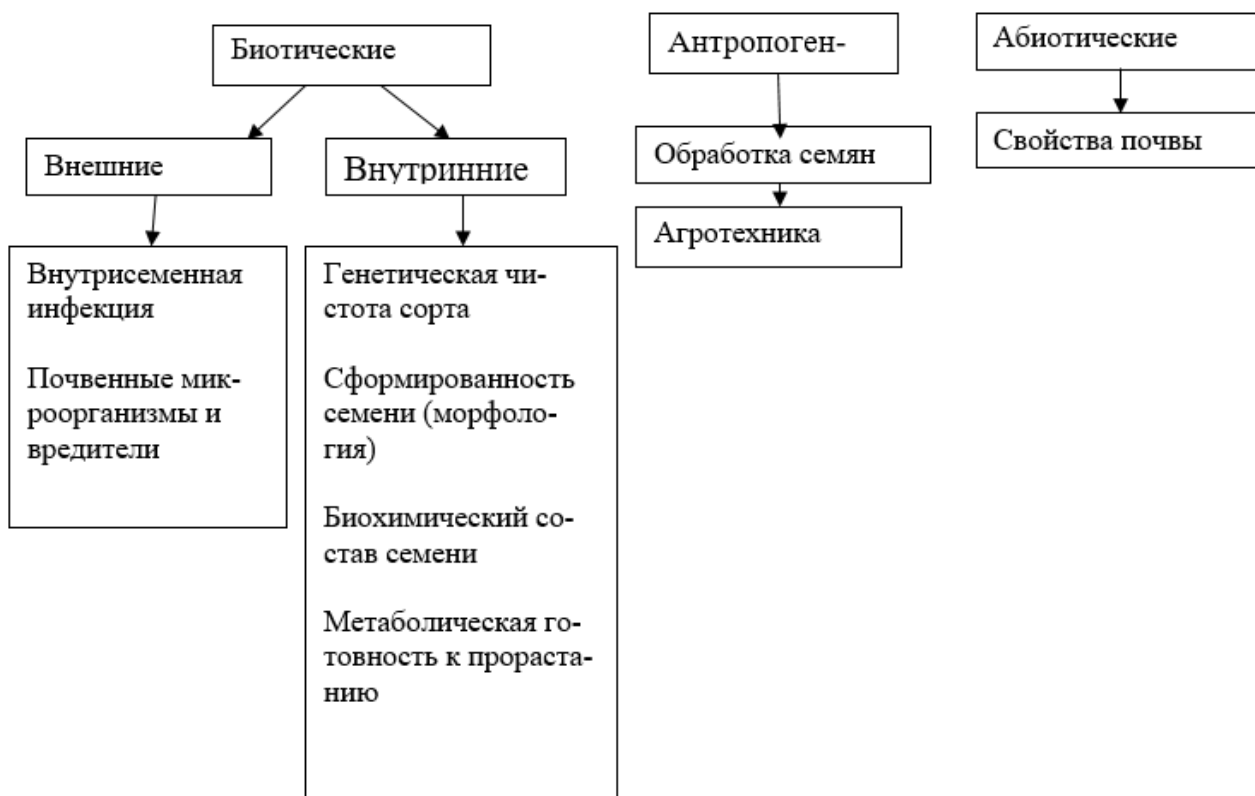 Биотические
Антропоген-
Абиотические
Внешние
Внутринние
Обработка семян
Свойства почвы
Агротехника
Внутрисеменная
инфекция
Почвенные мик-
роорганизмы и
вредители
Генетическая чи-
стота сорта
Сформированность
семени (морфоло-
гия)
Биохимический со-
став семени
Метаболическая го-
товность к прораста-
нию